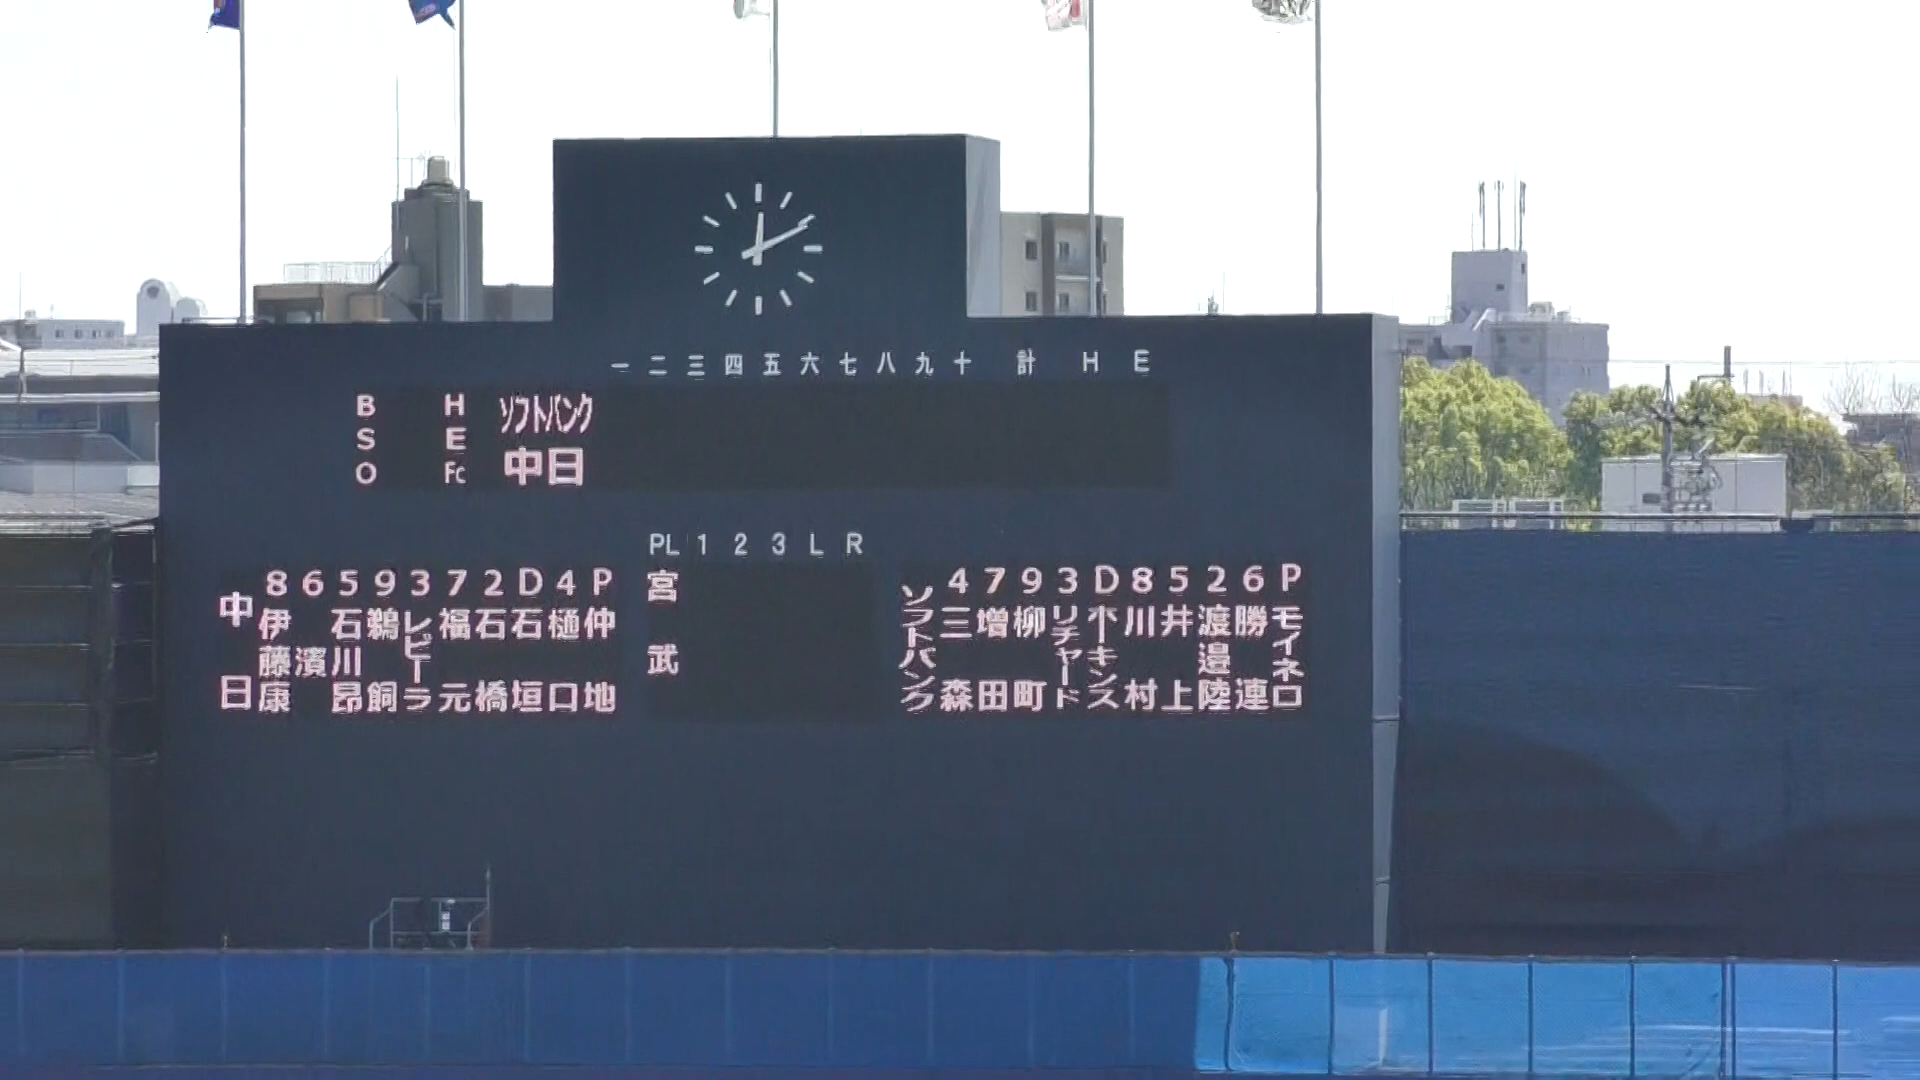 一 二 三 四 五 六 七 八 九 十 計 H E
B H ソフトバンク
S E
O Fc 中日
PL 1 2 3 L R
宮武
中日
8 伊藤康
6 濱
5 石川昂
9 鵜飼
3 レビーラ
7 福元
2 石橋
D 石垣
4 樋口
P 仲地
ソフトバンク
4 三森
7 増田
9 柳町
3 リチャード
D ホーキンス
8 川村
5 井上
2 渡邉陸
6 勝連
P モイネロ